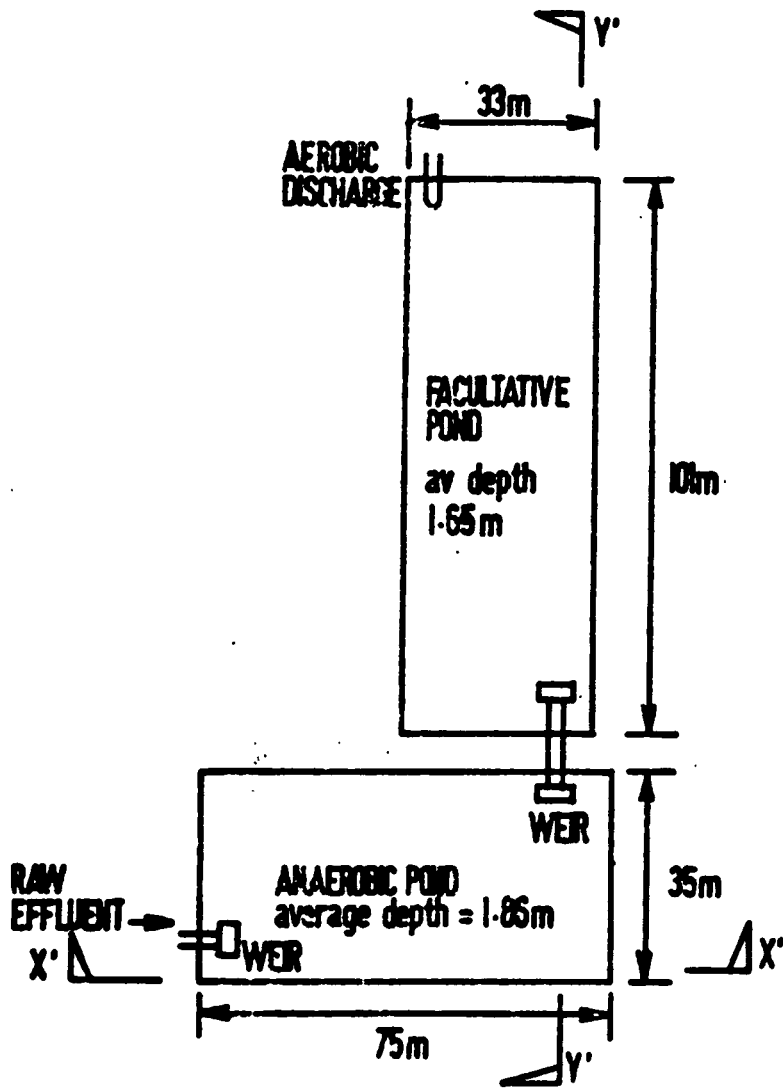 Y'
33m
AEROBIC
DISCHARGE
FACULTATIVE
POND
av depth
1·65m
101m
WEIR
RAW
EFFLUENT
ANAEROBIC POND
average depth = 1·86m
35m
X'
WEIR
X'
75m
Y'